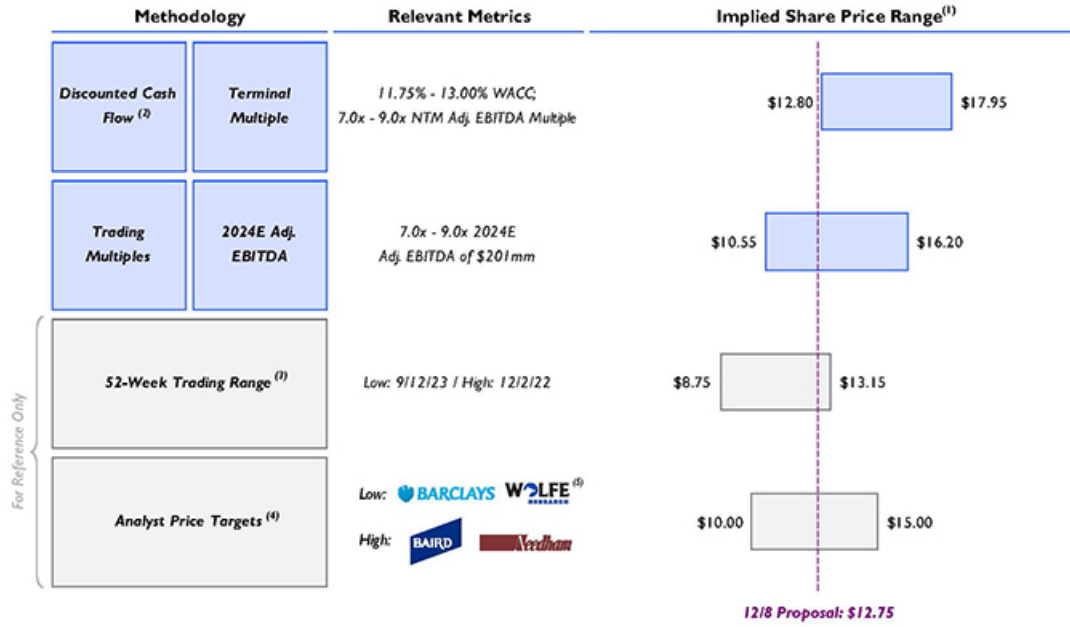 Methodology
Relevant Metrics
Implied Share Price Range(1)
Discounted Cash
Flow (2)
Terminal
Multiple
11.75% - 13.00% WACC;
7.0x - 9.0x NTM Adj. EBITDA Multiple
$12.80
$17.95
Trading
Multiples
2024E Adj.
EBITDA
7.0x - 9.0x 2024E
Adj. EBITDA of $201mm
$10.55
$16.20
For Reference Only
52-Week Trading Range (3)
Low: 9/12/23 / High: 12/2/22
$8.75
$13.15
Analyst Price Targets (4)
Low: BARCLAYS WOLFE RESEARCH (5)
High: BAIRD Needham
$10.00
$15.00
12/8 Proposal: $12.75